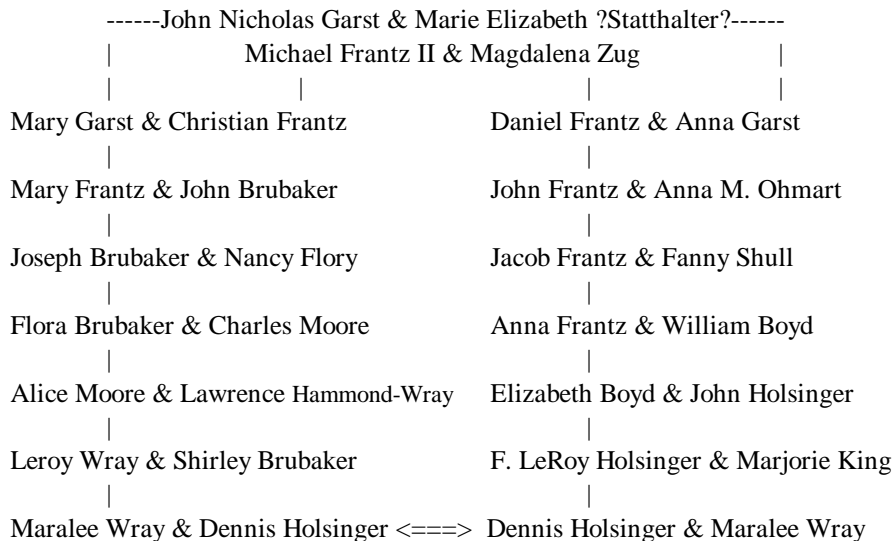 ------John Nicholas Garst & Marie Elizabeth ?Statthalter?------
| Michael Frantz II & Magdalena Zug |
| | | |
Mary Garst & Christian Frantz Daniel Frantz & Anna Garst
| |
Mary Frantz & John Brubaker John Frantz & Anna M. Ohmart
| |
Joseph Brubaker & Nancy Flory Jacob Frantz & Fanny Shull
| |
Flora Brubaker & Charles Moore Anna Frantz & William Boyd
| |
Alice Moore & Lawrence Hammond-Wray Elizabeth Boyd & John Holsinger
| |
Leroy Wray & Shirley Brubaker F. LeRoy Holsinger & Marjorie King
| |
Maralee Wray & Dennis Holsinger <===> Dennis Holsinger & Maralee Wray